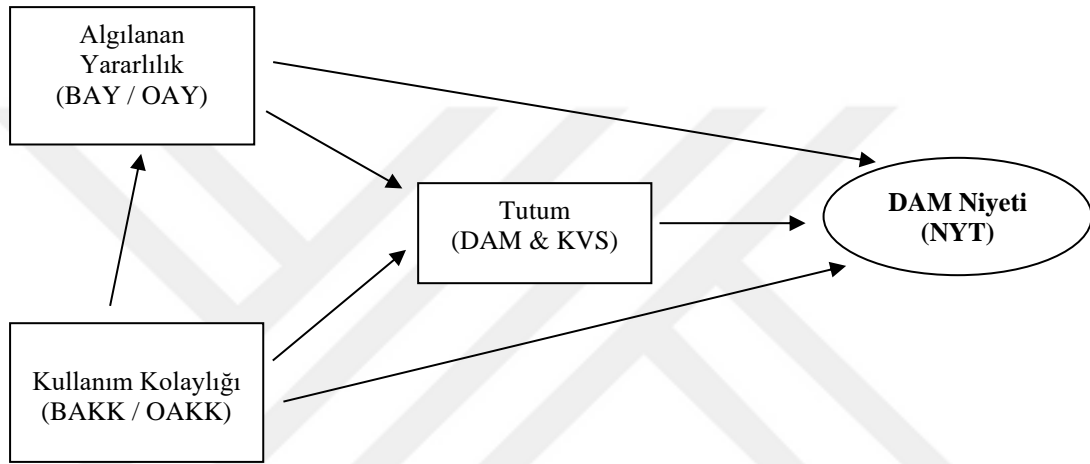 Algılanan
Yararlılık
(BAY / OAY)
Tutum
(DAM & KVS)
DAM Niyeti
(NYT)
Kullanım Kolaylığı
(BAKK / OAKK)